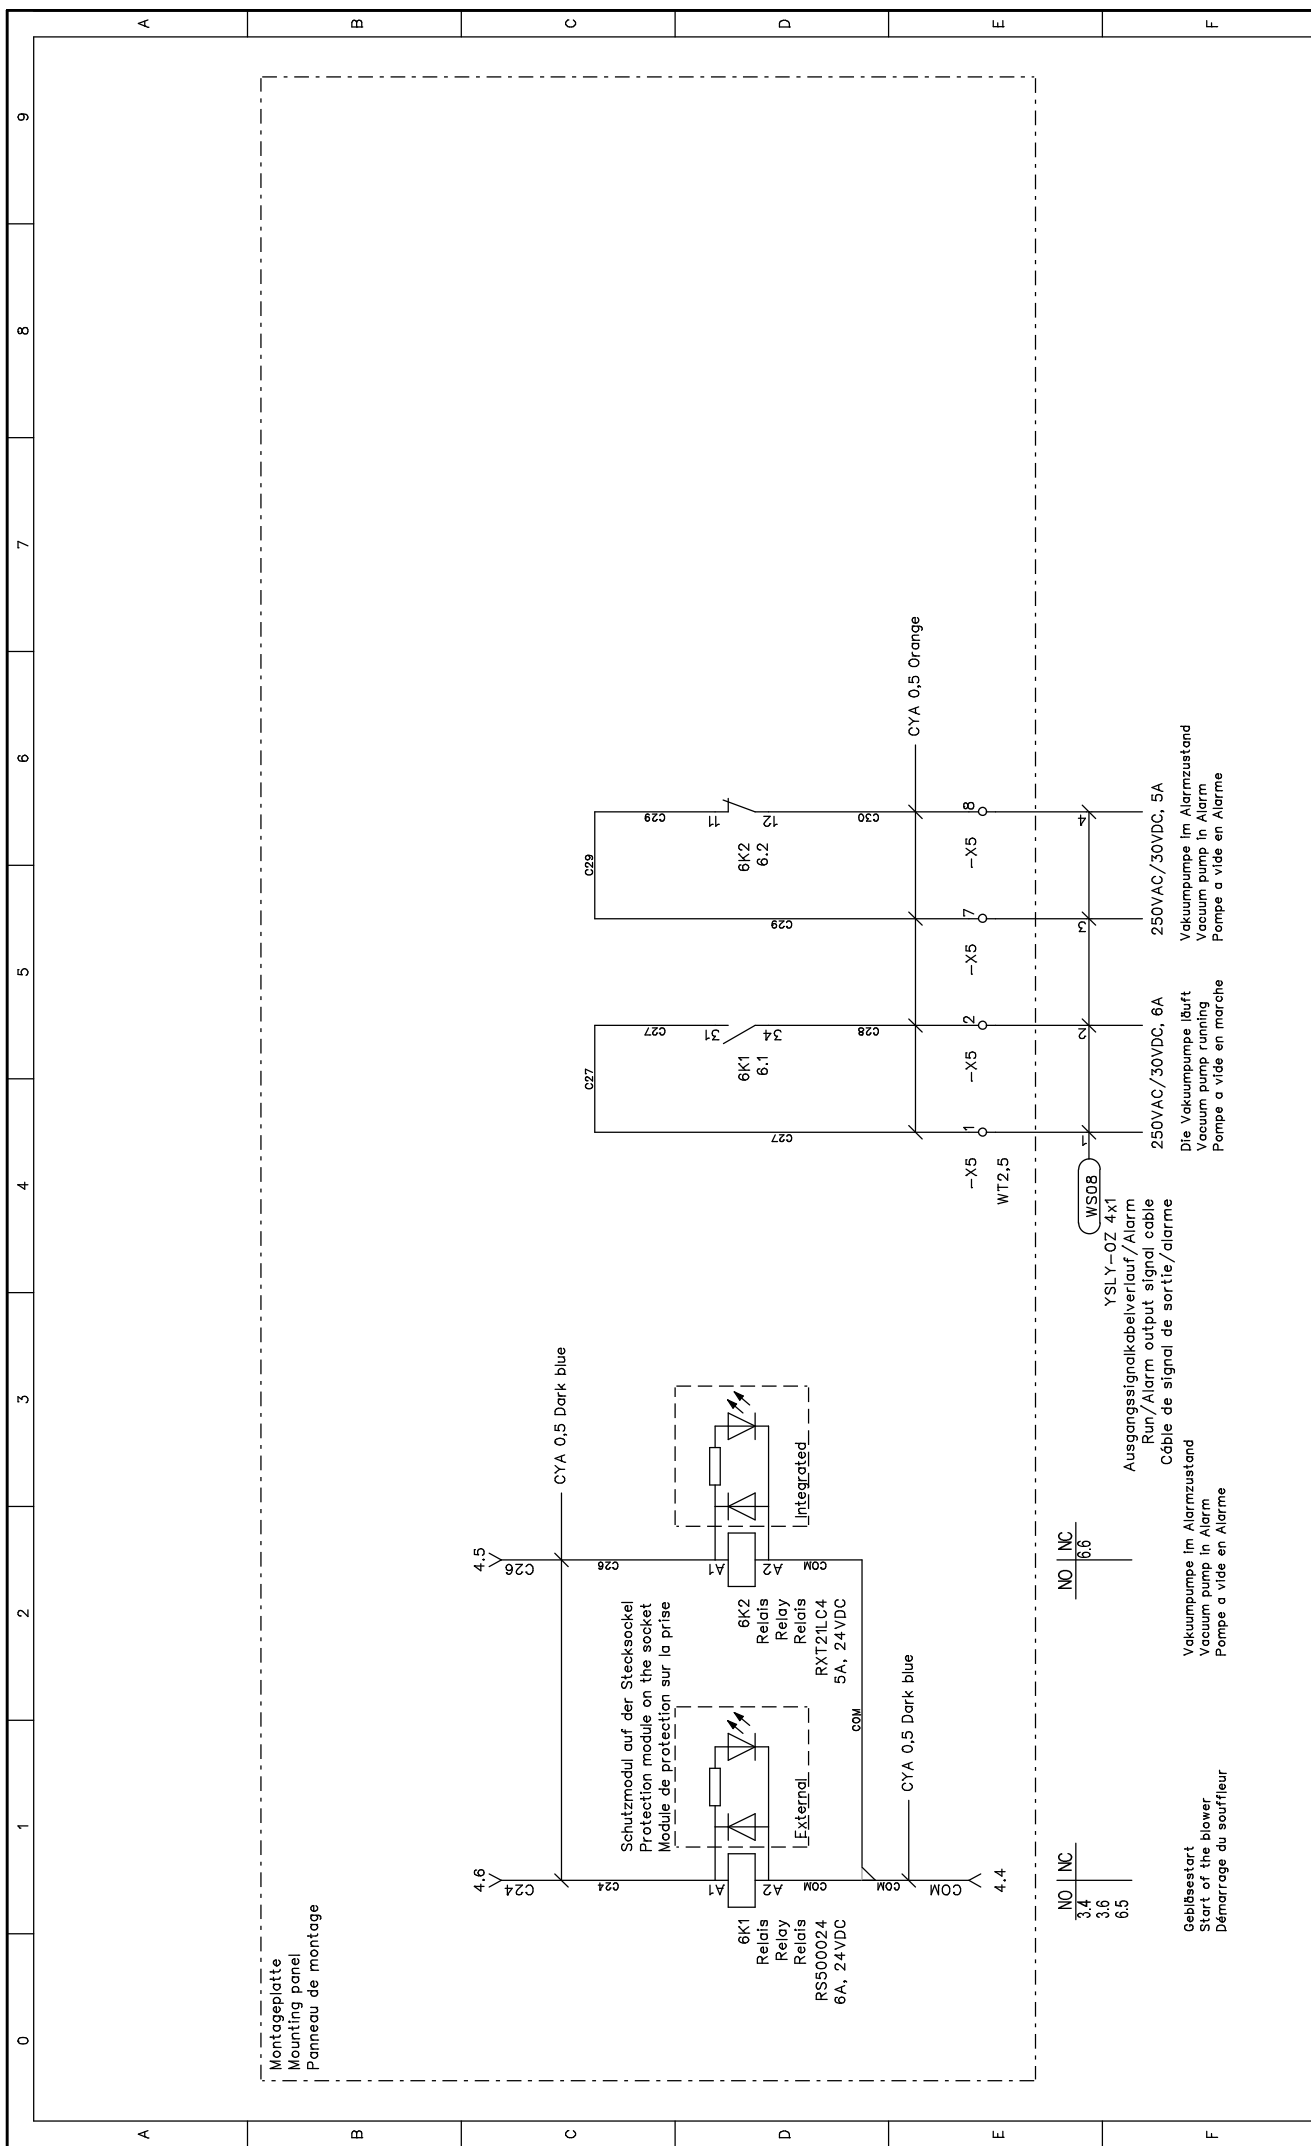 0
1
2
3
4
5
6
7
8
9
A
A
B
B
C
C
D
D
E
E
F
F
Montageplatte
Mounting panel
Panneau de montage
4.6
C24
C24
4.5
C26
C26
CYA 0,5 Dark blue
Schutzmodul auf der Stecksockel
Protection module on the socket
Module de protection sur la prise
A1
A2
6K1
Relais
Relay
Relais
RS500024
6A, 24VDC
External
COM
COM
COM
COM
4.4
CYA 0,5 Dark blue
A1
A2
6K2
Relais
Relay
Relais
RXT21LC4
5A, 24VDC
Integrated
COM
C27
C27
C27
31
34
6K1
6.1
C28
C29
C29
C29
11
12
6K2
6.2
C30
CYA 0,5 Orange
-X5
1
WT2,5
-X5
2
-X5
7
-X5
8
WS08
1
2
3
4
YSLY-OZ 4x1
Ausgangssignalkabelverlauf/Alarm
Run/Alarm output signal cable
Câble de signal de sortie/alarme
250VAC/30VDC, 6A
Die Vakuumpumpe läuft
Vacuum pump running
Pompe a vide en marche
250VAC/30VDC, 5A
Vakuumpumpe im Alarmzustand
Vacuum pump in Alarm
Pompe a vide en Alarme
NO NC
3.4
3.6
6.5
Gebläsestart
Start of the blower
Démarrage du souffleur
NO NC
6.6
Vakuumpumpe im Alarmzustand
Vacuum pump in Alarm
Pompe a vide en Alarme